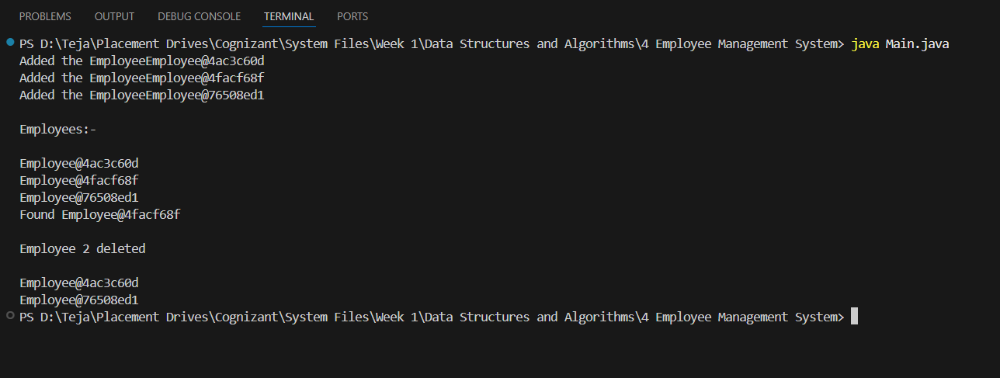 PROBLEMS OUTPUT DEBUG CONSOLE TERMINAL PORTS
PS D:\Teja\Placement Drives\Cognizant\System Files\Week 1\Data Structures and Algorithms\4 Employee Management System> java Main.java
Added the EmployeeEmployee@4ac3c60d
Added the EmployeeEmployee@4facf68f
Added the EmployeeEmployee@76508ed1
Employees:-
Employee@4ac3c60d
Employee@4facf68f
Employee@76508ed1
Found Employee@4facf68f
Employee 2 deleted
Employee@4ac3c60d
Employee@76508ed1
PS D:\Teja\Placement Drives\Cognizant\System Files\Week 1\Data Structures and Algorithms\4 Employee Management System>